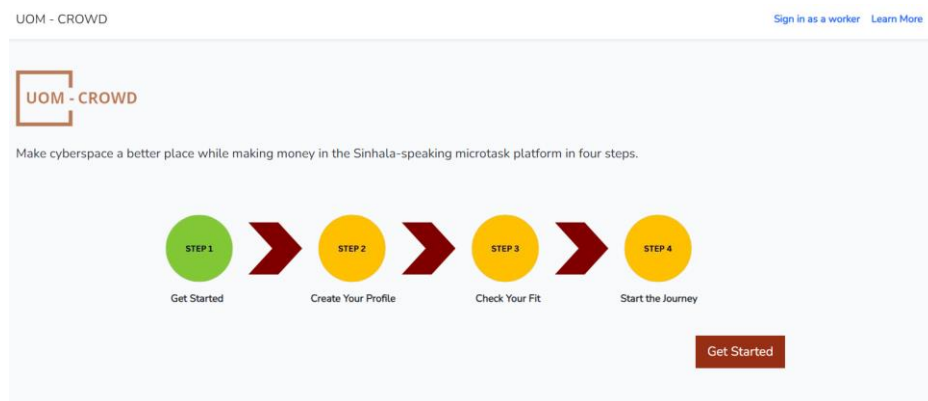 UOM - CROWD
Sign in as a worker
Learn More
UOM - CROWD
Make cyberspace a better place while making money in the Sinhala-speaking microtask platform in four steps.
STEP 1
STEP 2
STEP 3
STEP 4
Get Started
Create Your Profile
Check Your Fit
Start the Journey
Get Started